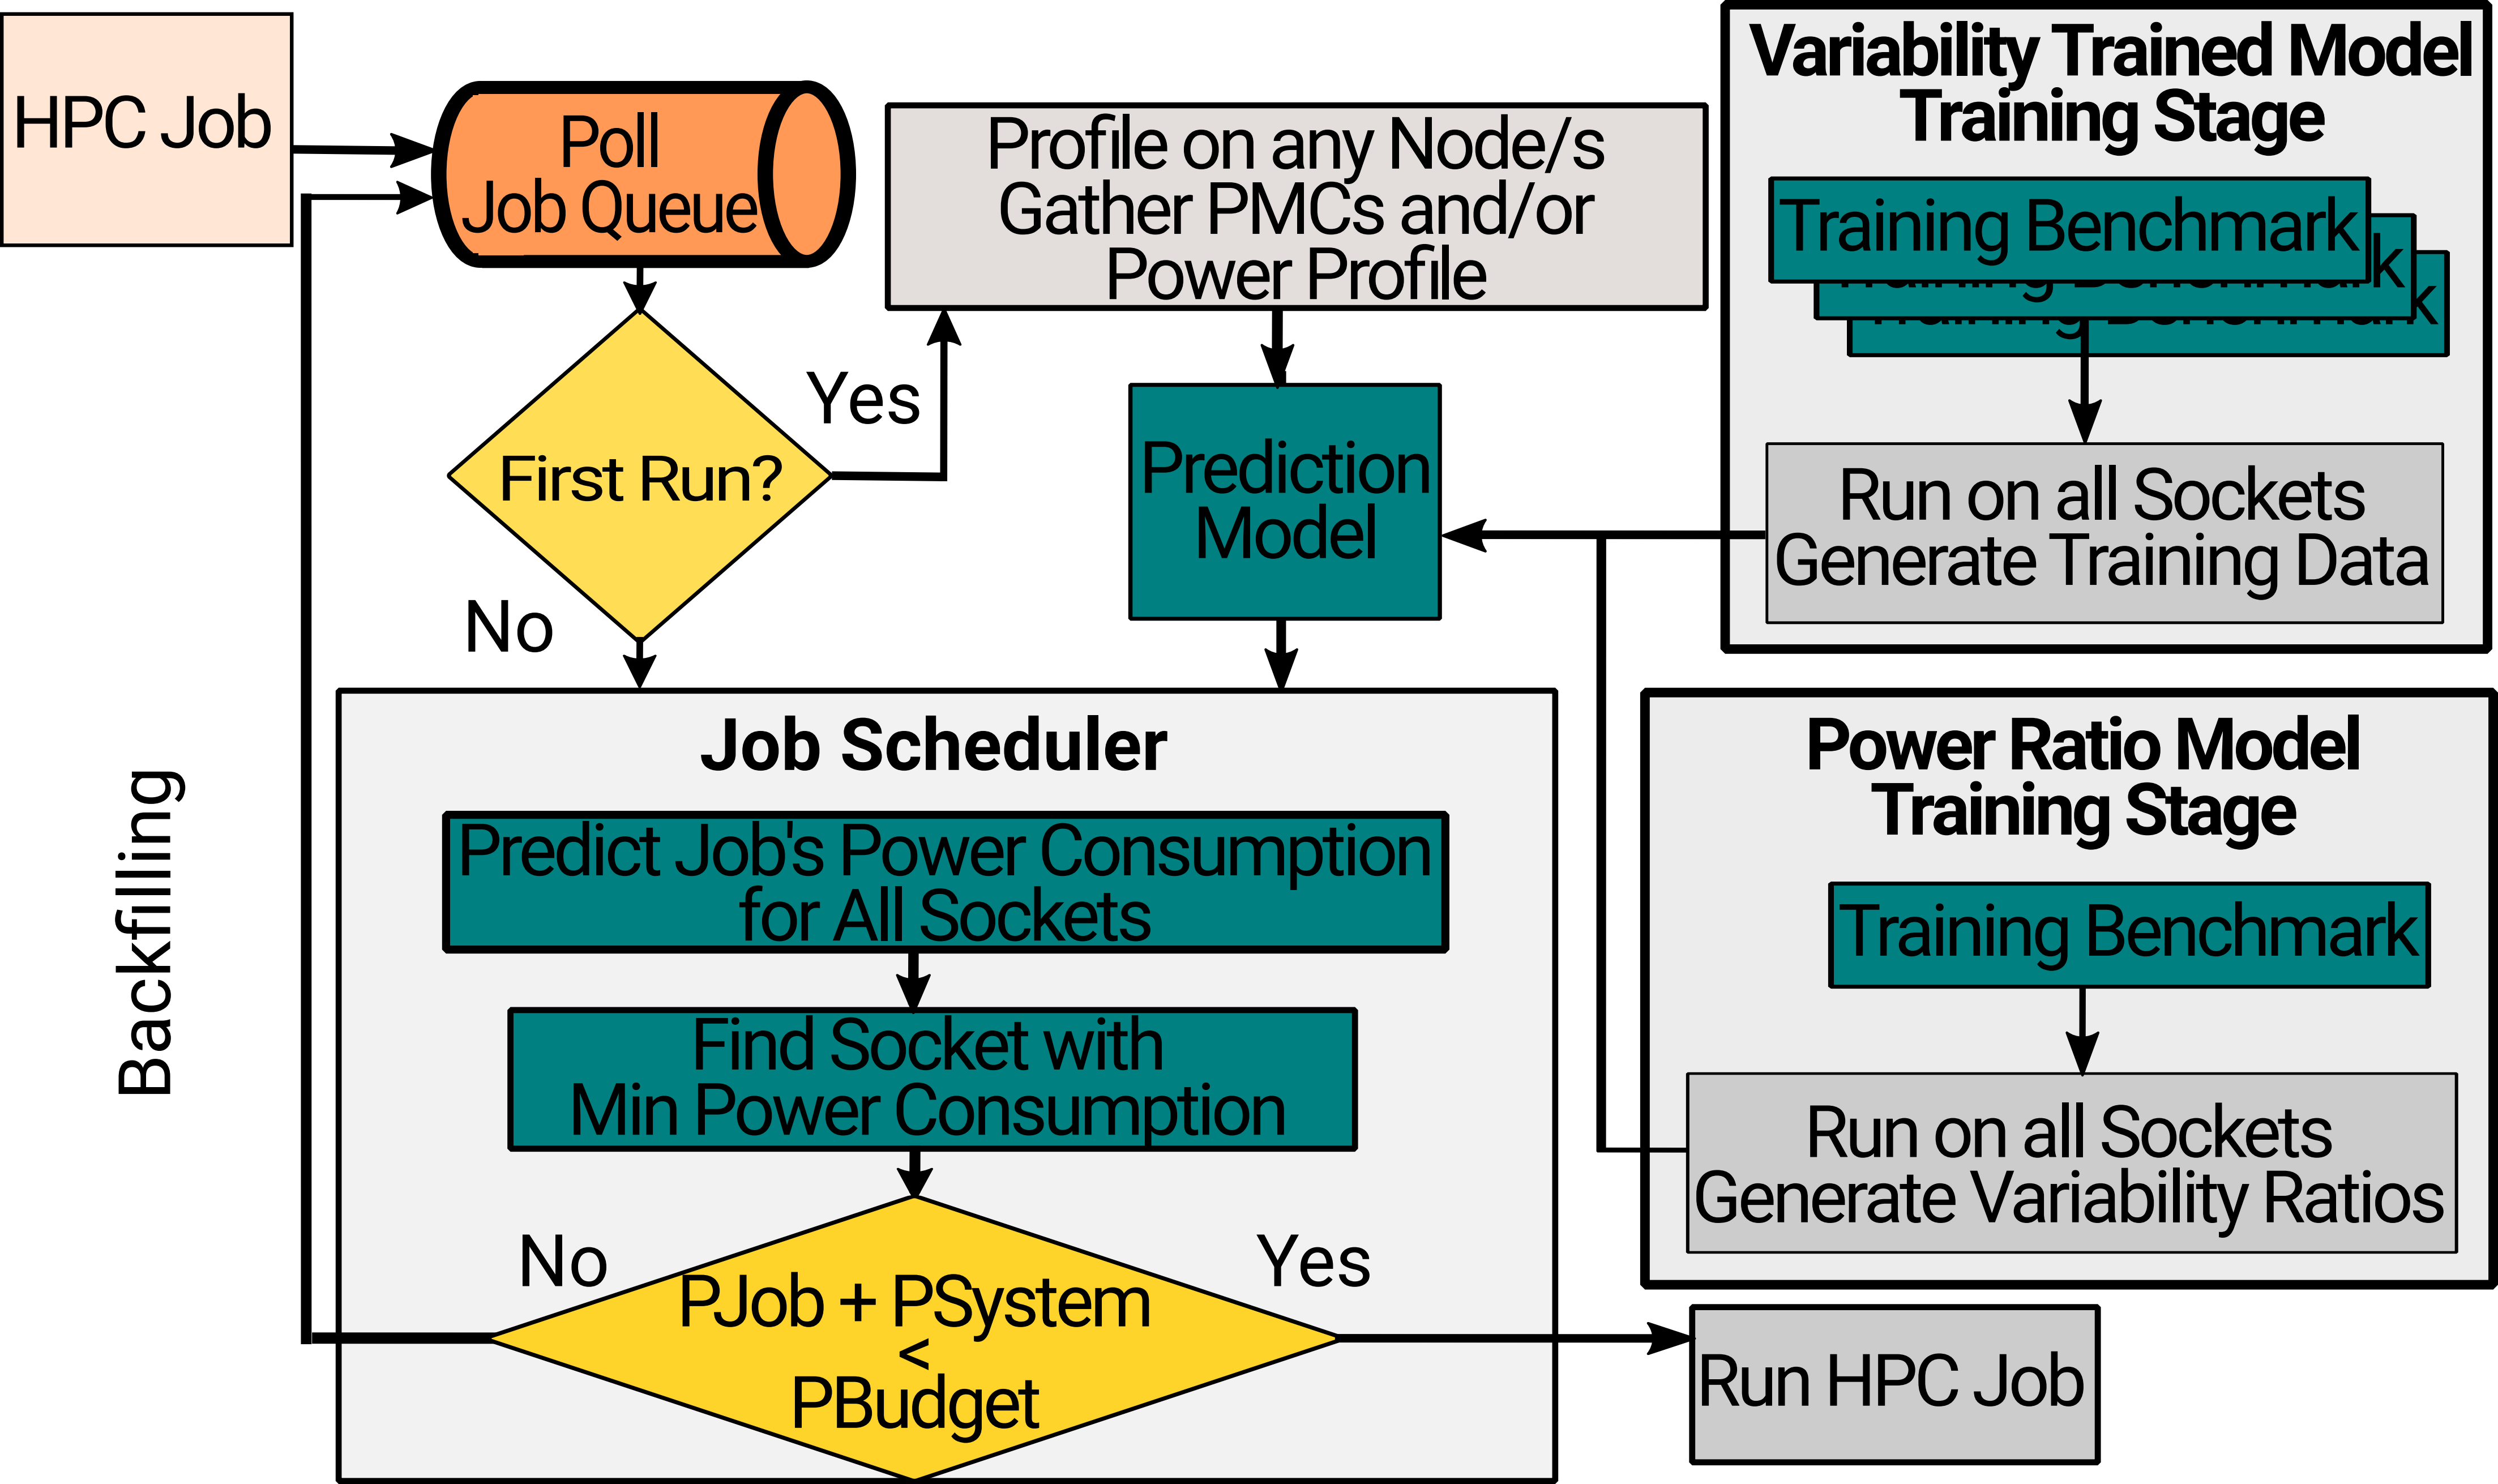 HPC Job
Poll
Job Queue
Profile on any Node/s
Gather PMCs and/or
Power Profile
Variability Trained Model
Training Stage
Training Benchmark
k
k
Run on all Sockets
Generate Training Data
Yes
First Run?
No
Prediction
Model
Job Scheduler
Predict Job's Power Consumption
for All Sockets
Find Socket with
Min Power Consumption
No
Yes
PJob + PSystem
<
PBudget
Backfilling
Power Ratio Model
Training Stage
Training Benchmark
Run on all Sockets
Generate Variability Ratios
Run HPC Job